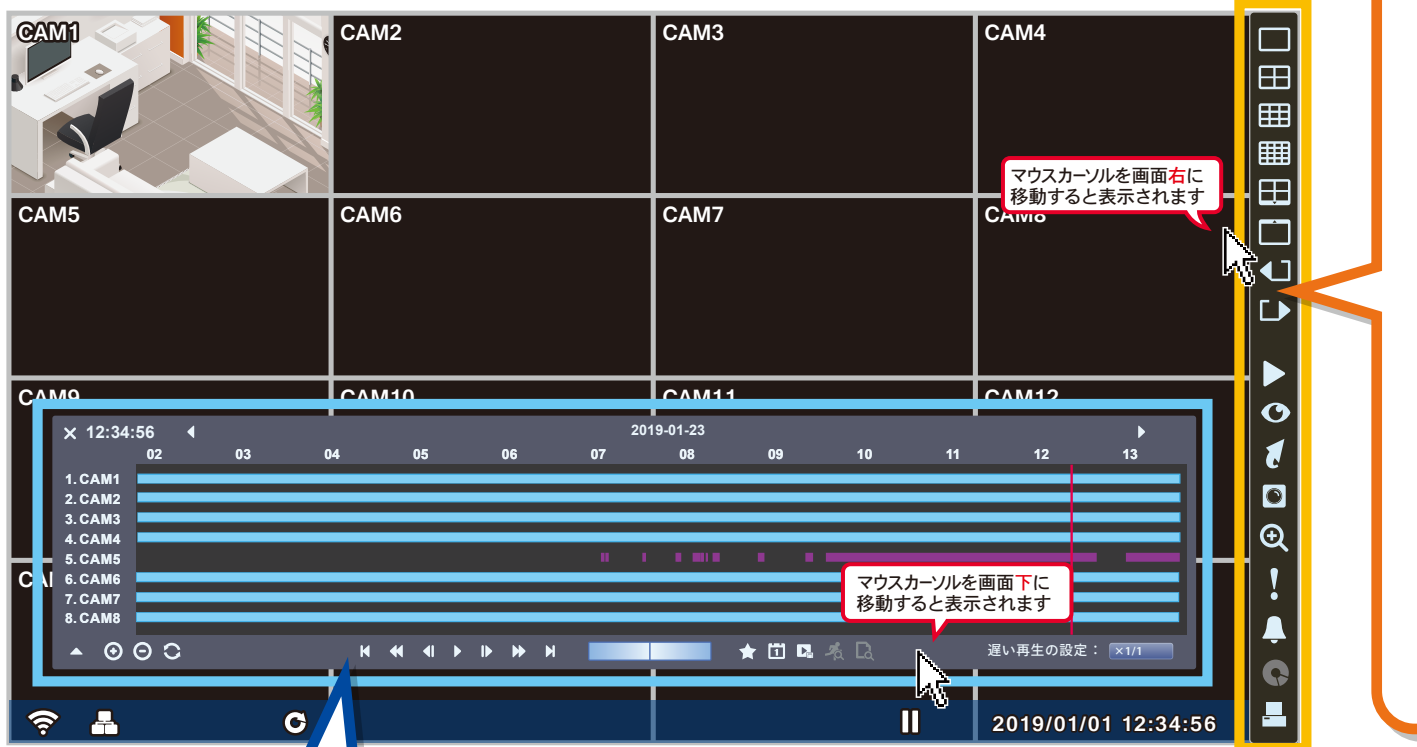 CAM1
CAM2
CAM3
CAM4
マウスカーソルを画面右に
移動すると表示されます
CAM5
CAM6
CAM7
CAM8
CAM9
CAM10
CAM11
CAM12
× 12:34:56
2019-01-23
02 03 04 05 06 07 08 09 10 11 12 13
1. CAM1
2. CAM2
3. CAM3
4. CAM4
5. CAM5
6. CAM6
7. CAM7
8. CAM8
マウスカーソルを画面下に
移動すると表示されます
遅い再生の設定： ×1/1
2019/01/01 12:34:56